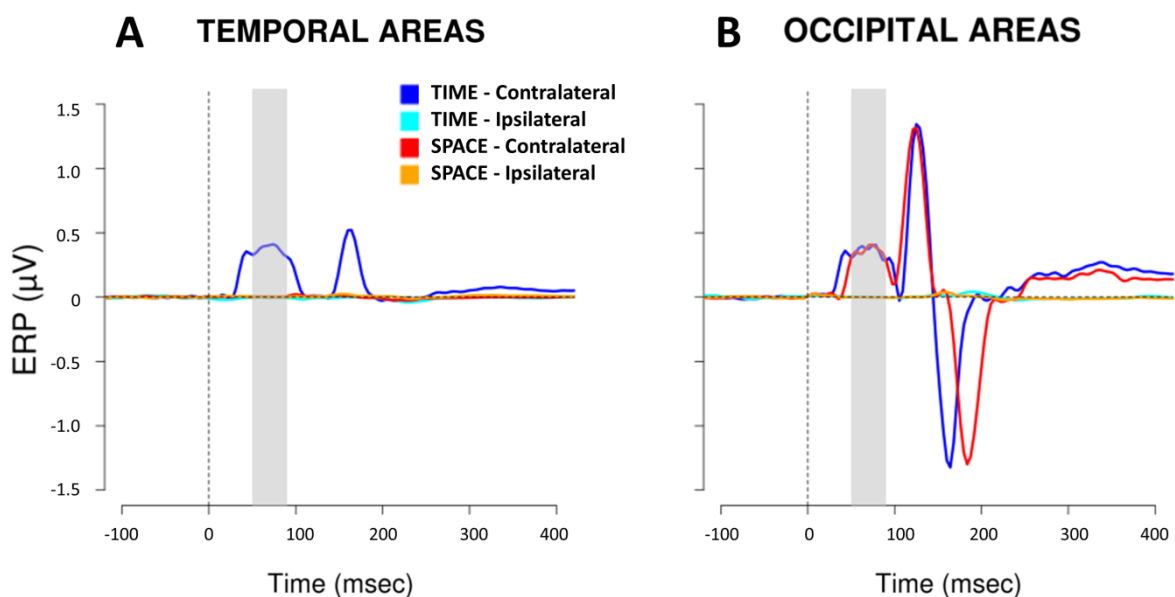 A TEMPORAL AREAS
B OCCIPITAL AREAS
TIME - Contralateral
TIME - Ipsilateral
SPACE - Contralateral
SPACE - Ipsilateral
ERP (μV)
1.5
1.0
0.5
0
-0.5
-1.0
-1.5
-100 0 100 200 300 400
Time (msec)
-100 0 100 200 300 400
Time (msec)